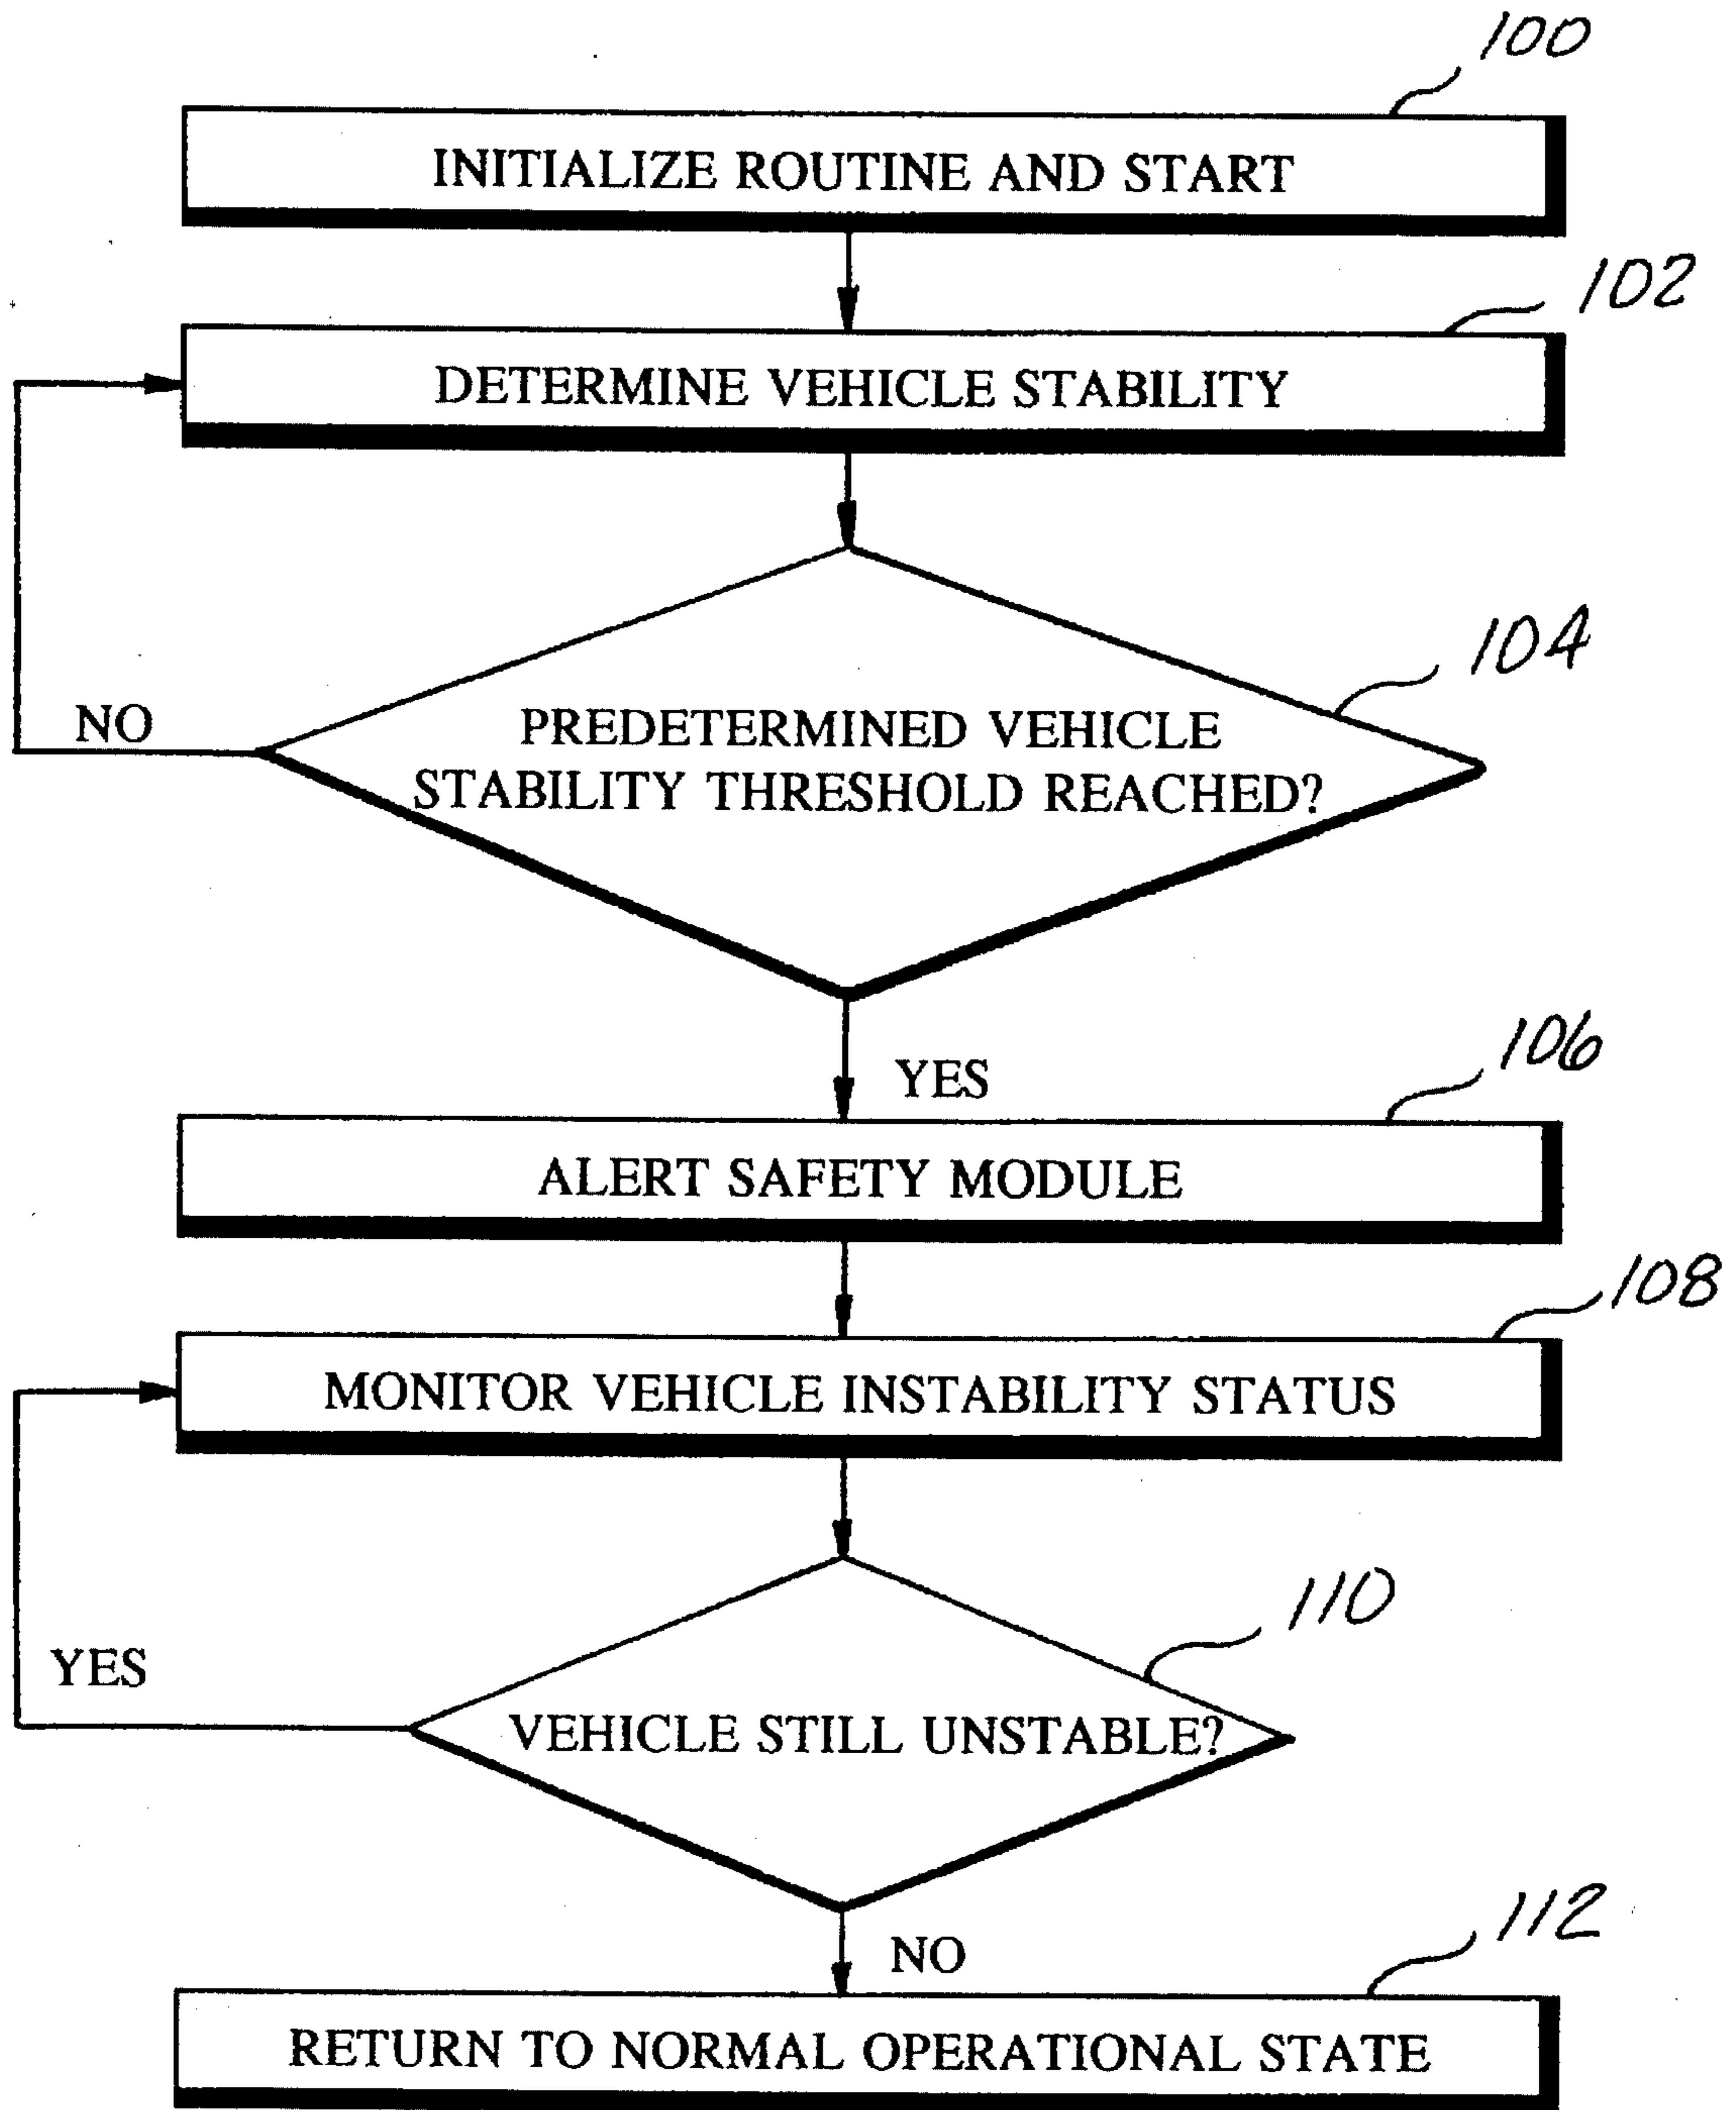 100
INITIALIZE ROUTINE AND START
102
DETERMINE VEHICLE STABILITY
104
PREDETERMINED VEHICLE
STABILITY THRESHOLD REACHED?
NO
YES
106
ALERT SAFETY MODULE
108
MONITOR VEHICLE INSTABILITY STATUS
110
VEHICLE STILL UNSTABLE?
YES
NO
112
RETURN TO NORMAL OPERATIONAL STATE